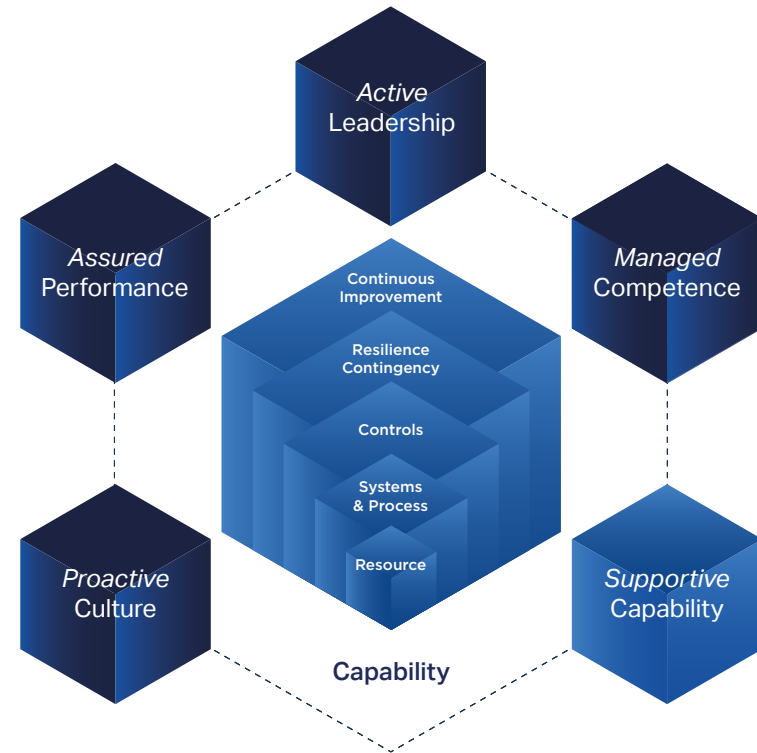 Active
Leadership
Assured
Performance
Managed
Competence
Continuous
Improvement
Resilience
Contingency
Controls
Systems
& Process
Resource
Proactive
Culture
Supportive
Capability
Capability